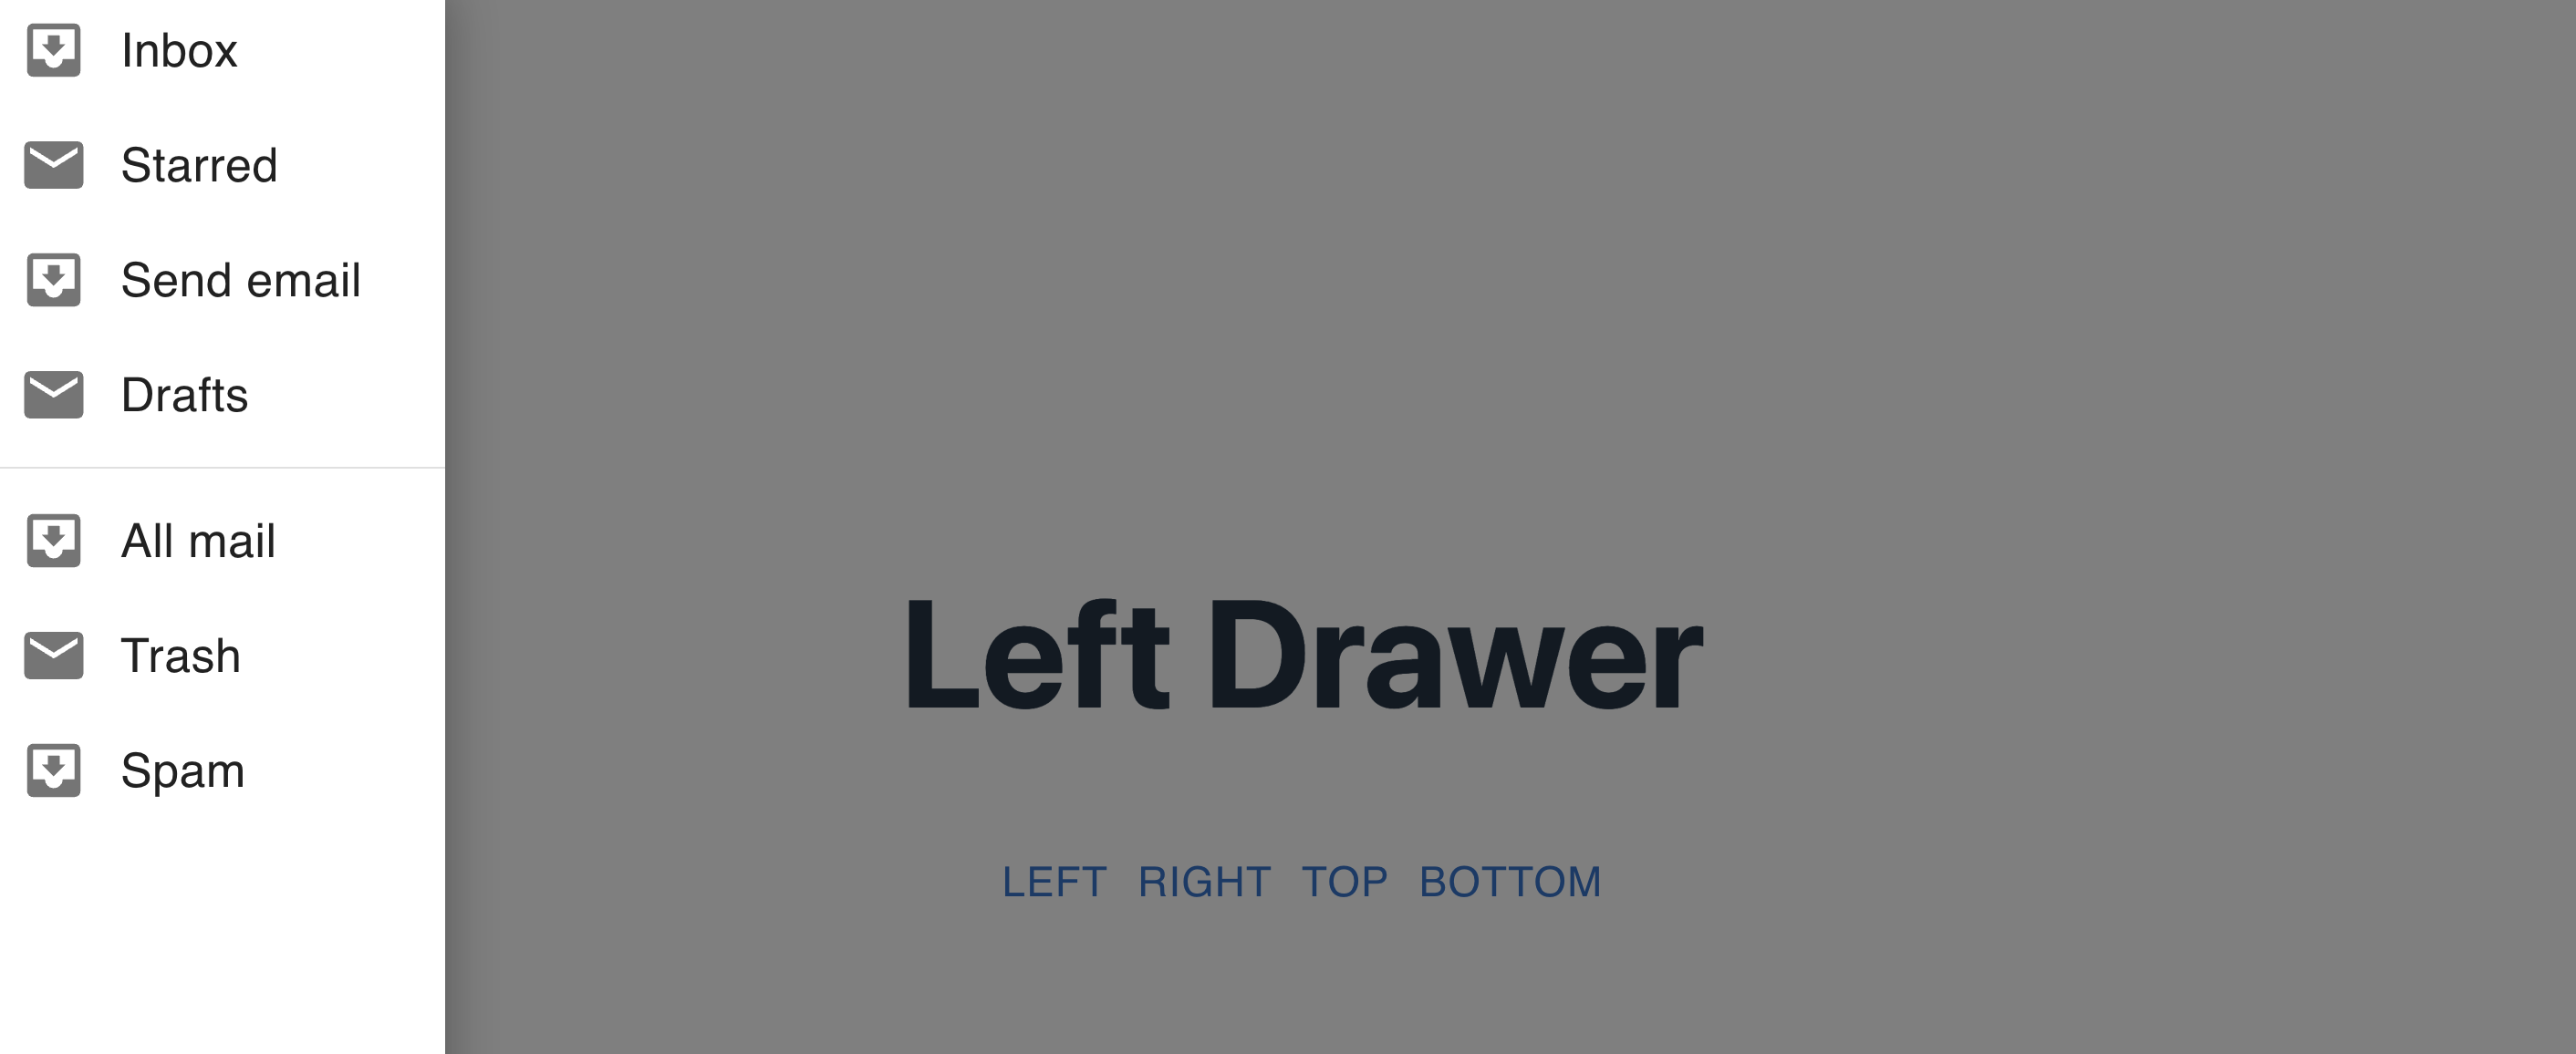 Inbox
Starred
Send email
Drafts
All mail
Trash
Spam
Left Drawer
LEFT RIGHT TOP BOTTOM